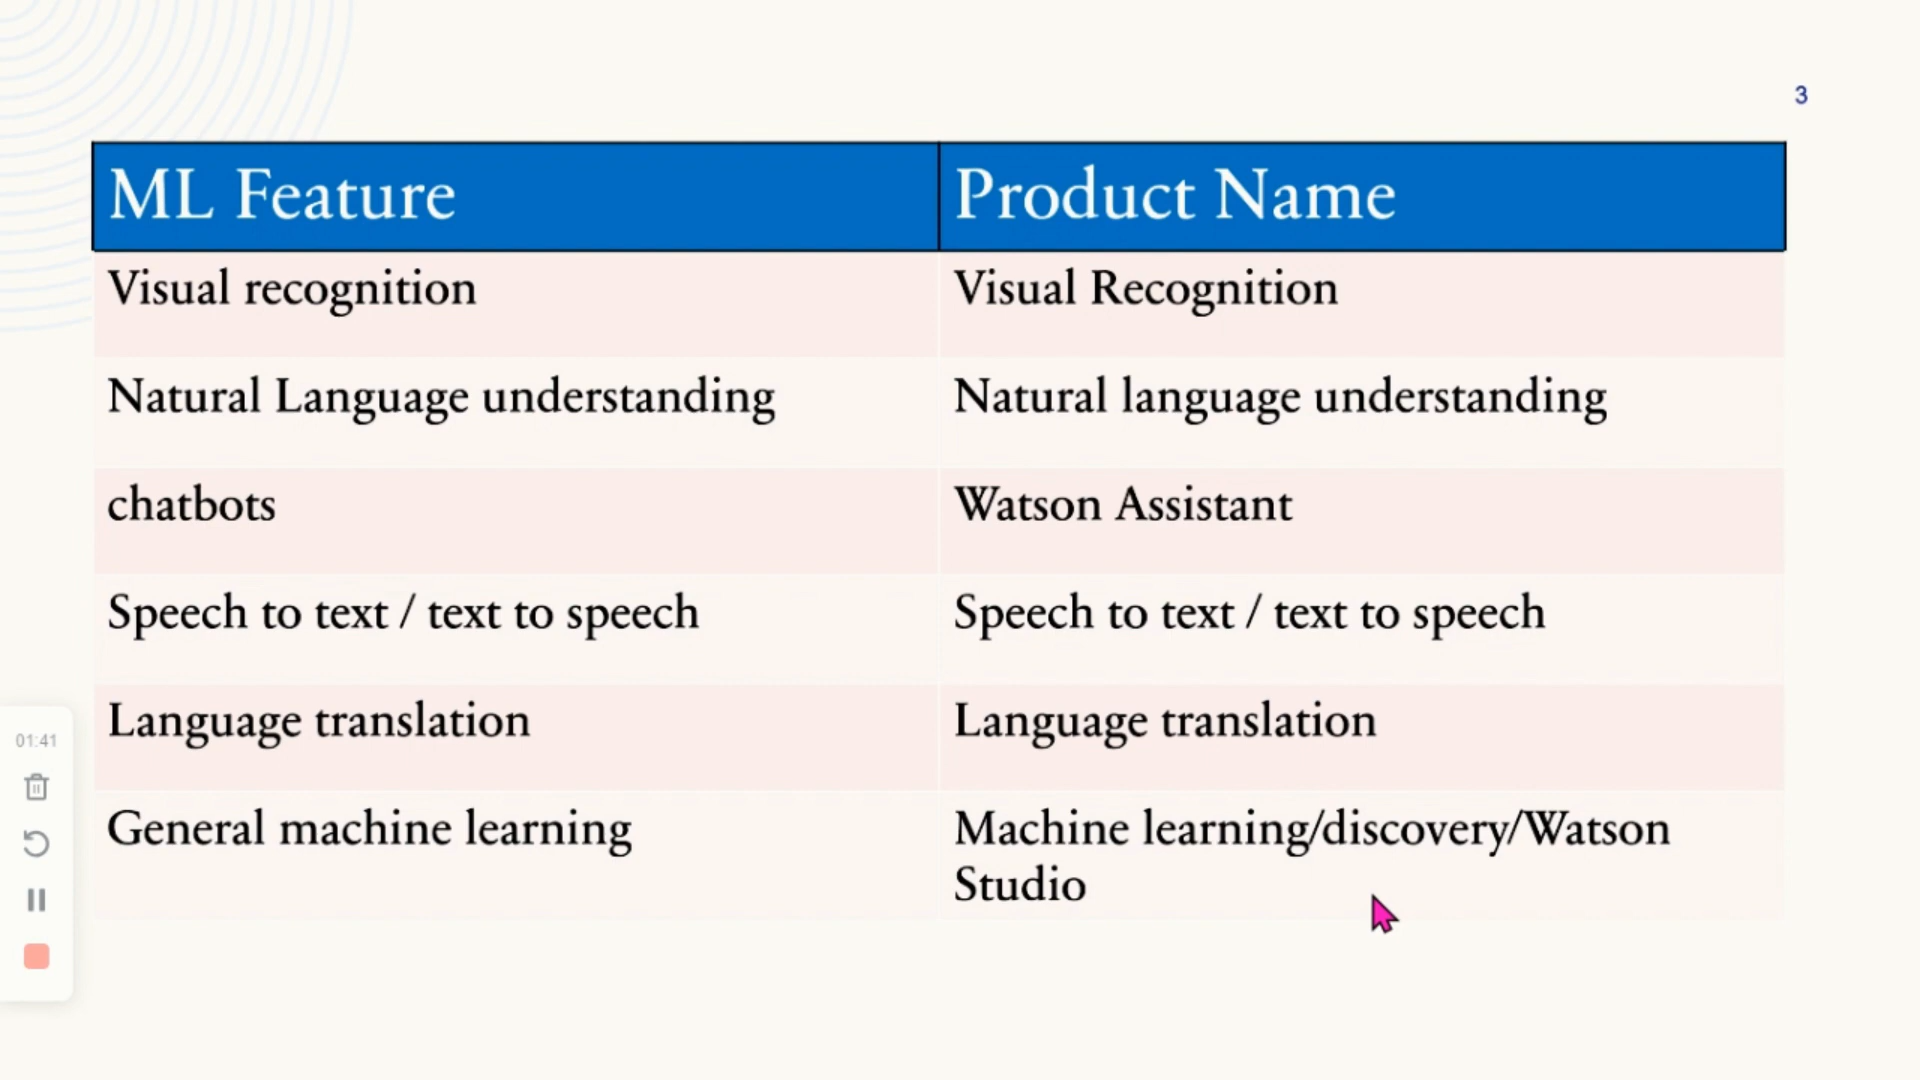 3
ML Feature
Product Name
Visual recognition
Visual Recognition
Natural Language understanding
Natural language understanding
chatbots
Watson Assistant
Speech to text / text to speech
Speech to text / text to speech
Language translation
Language translation
General machine learning
Machine learning/discovery/Watson
Studio
01:41